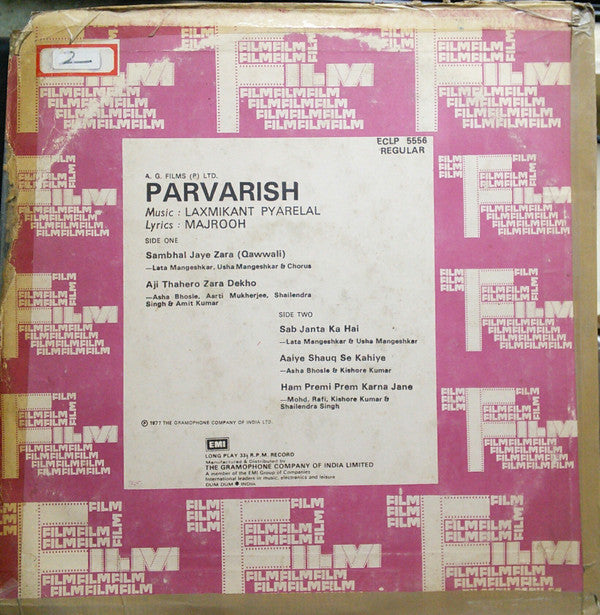 2
ECLP 5556
REGULAR
A. G. FILMS (P.) LTD.
PARVARISH
Music : LAXMIKANT PYARELAL
Lyrics : MAJROOH
SIDE ONE
Sambhal Jaye Zara (Qawwali)
—Lata Mangeshkar, Usha Mangeshkar & Chorus
Aji Thahero Zara Dekho
—Asha Bhosle, Aarti Mukherjee, Shailendra
Singh & Amit Kumar
SIDE TWO
Sab Janta Ka Hai
—Lata Mangeshkar & Usha Mangeshkar
Aaiye Shauq Se Kahiye
—Asha Bhosle & Kishore Kumar
Ham Premi Prem Karna Jane
—Mohd. Rafi, Kishore Kumar &
Shailendra Singh
Ⓟ 1977 THE GRAMOPHONE COMPANY OF INDIA LTD.
EMI
LONG PLAY 33⅓ R.P.M. RECORD
Manufactured & Distributed by
THE GRAMOPHONE COMPANY OF INDIA LIMITED
A member of the EMI Group of Companies
International leaders in music, electronics and leisure
DUM DUM ● INDIA
FILM
FILMFILM
FILMFILMFILM